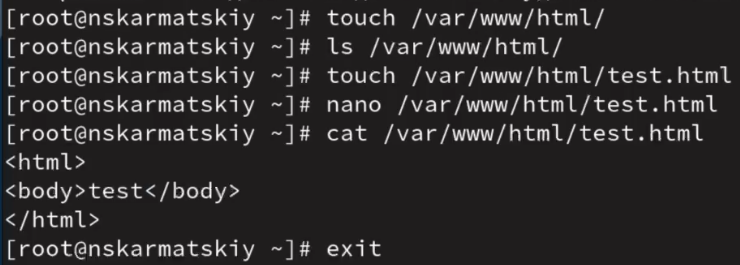 [root@nskarmatskiy ~]# touch /var/www/html/
[root@nskarmatskiy ~]# ls /var/www/html/
[root@nskarmatskiy ~]# touch /var/www/html/test.html
[root@nskarmatskiy ~]# nano /var/www/html/test.html
[root@nskarmatskiy ~]# cat /var/www/html/test.html
<html>
<body>test</body>
</html>
[root@nskarmatskiy ~]# exit